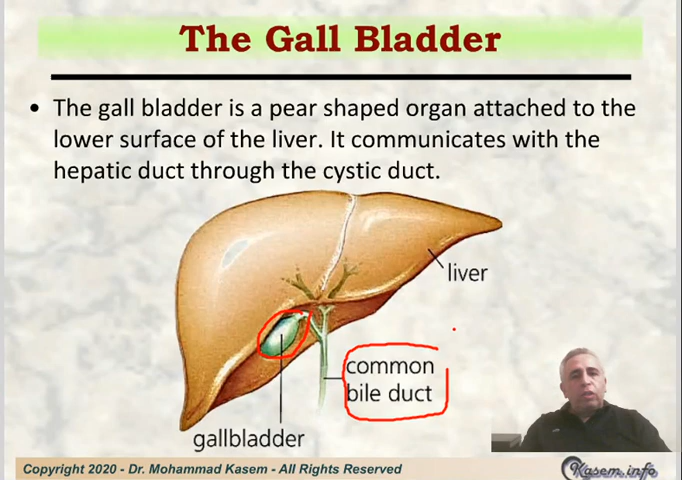 The Gall Bladder
• The gall bladder is a pear shaped organ attached to the
lower surface of the liver. It communicates with the
hepatic duct through the cystic duct.
liver
common
bile duct
gallbladder
Copyright 2020 - Dr. Mohammad Kasem - All Rights Reserved
Kasem.info